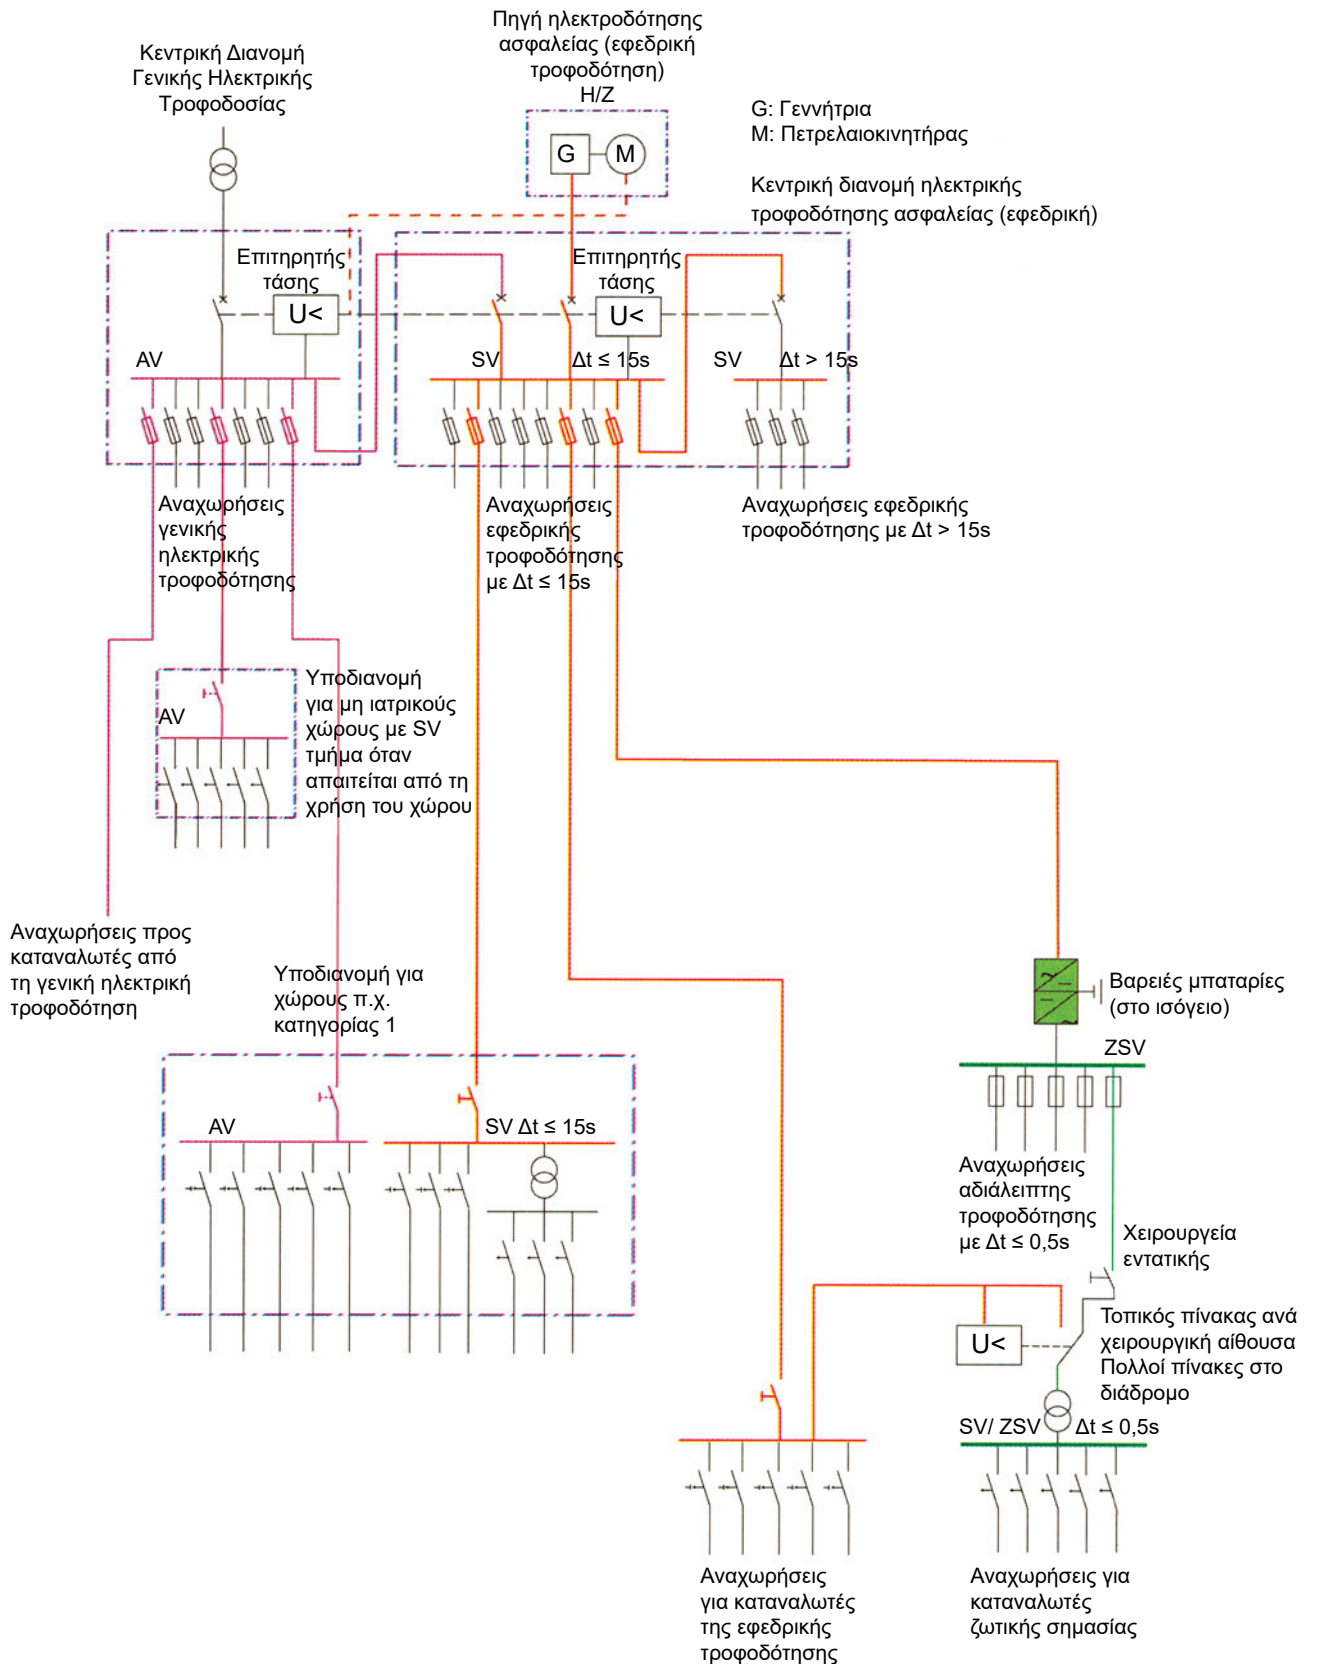 Πηγή ηλεκτροδότησης
ασφαλείας (εφεδρική
τροφοδότηση)
Η/Ζ
Κεντρική Διανομή
Γενικής Ηλεκτρικής
Τροφοδοσίας
G: Γεννήτρια
M: Πετρελαιοκινητήρας
G
M
Κεντρική διανομή ηλεκτρικής
τροφοδότησης ασφαλείας (εφεδρική)
Επιτηρητής
τάσης
U<
Επιτηρητής
τάσης
U<
AV
SV
Δt ≤ 15s
SV
Δt > 15s
Αναχωρήσεις
γενικής
ηλεκτρικής
τροφοδότησης
Αναχωρήσεις
εφεδρικής
τροφοδότησης
με Δt ≤ 15s
Αναχωρήσεις εφεδρικής
τροφοδότησης με Δt > 15s
AV
Υποδιανομή
για μη ιατρικούς
χώρους με SV
τμήμα όταν
απαιτείται από τη
χρήση του χώρου
Αναχωρήσεις προς
καταναλωτές από
τη γενική ηλεκτρική
τροφοδότηση
Υποδιανομή για
χώρους π.χ.
κατηγορίας 1
Βαρειές μπαταρίες
(στο ισόγειο)
ZSV
AV
SV Δt ≤ 15s
Αναχωρήσεις
αδιάλειπτης
τροφοδότησης
με Δt ≤ 0,5s
Χειρουργεία
εντατικής
U<
Τοπικός πίνακας ανά
χειρουργική αίθουσα
Πολλοί πίνακες στο
διάδρομο
SV/ ZSV
Δt ≤ 0,5s
Αναχωρήσεις
για καταναλωτές
της εφεδρικής
τροφοδότησης
Αναχωρήσεις για
καταναλωτές
ζωτικής σημασίας